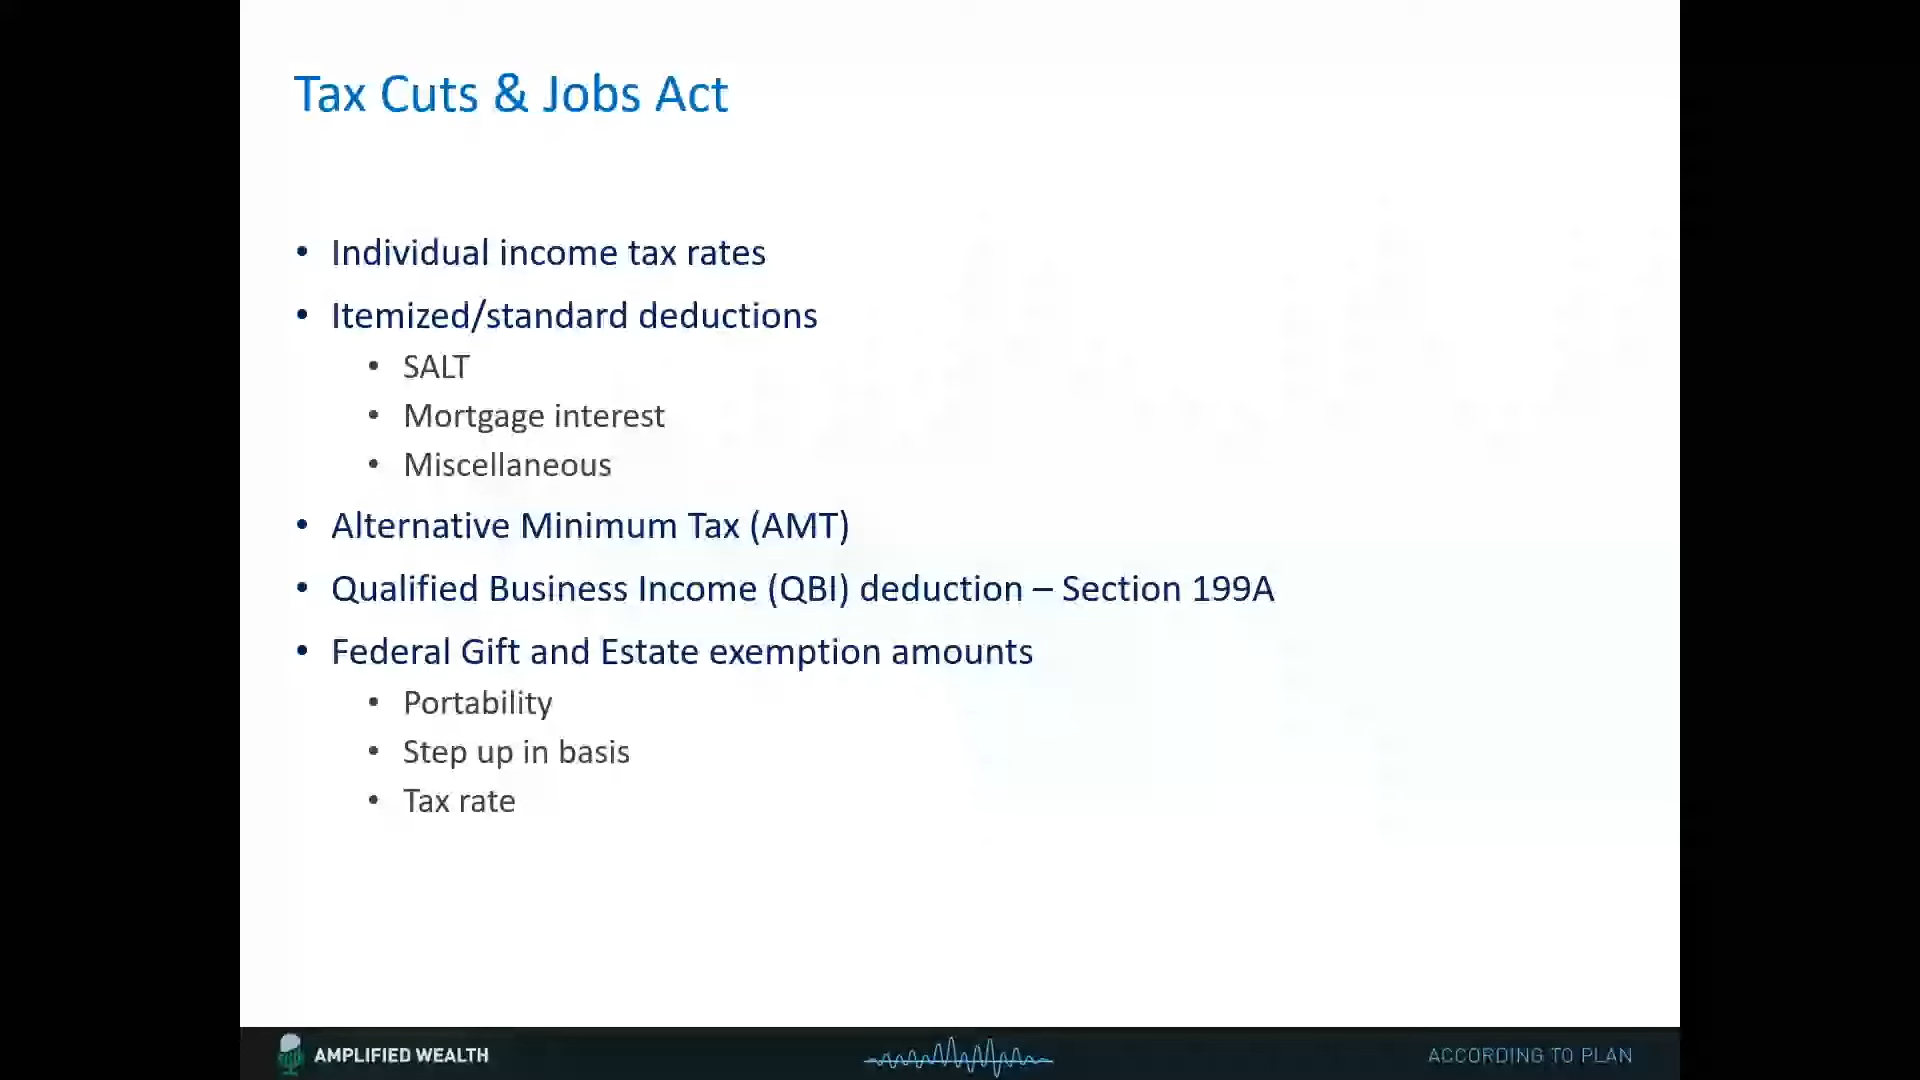 Tax Cuts & Jobs Act
• Individual income tax rates
• Itemized/standard deductions
• SALT
• Mortgage interest
• Miscellaneous
• Alternative Minimum Tax (AMT)
• Qualified Business Income (QBI) deduction – Section 199A
• Federal Gift and Estate exemption amounts
• Portability
• Step up in basis
• Tax rate
AMPLIFIED WEALTH
ACCORDING TO PLAN